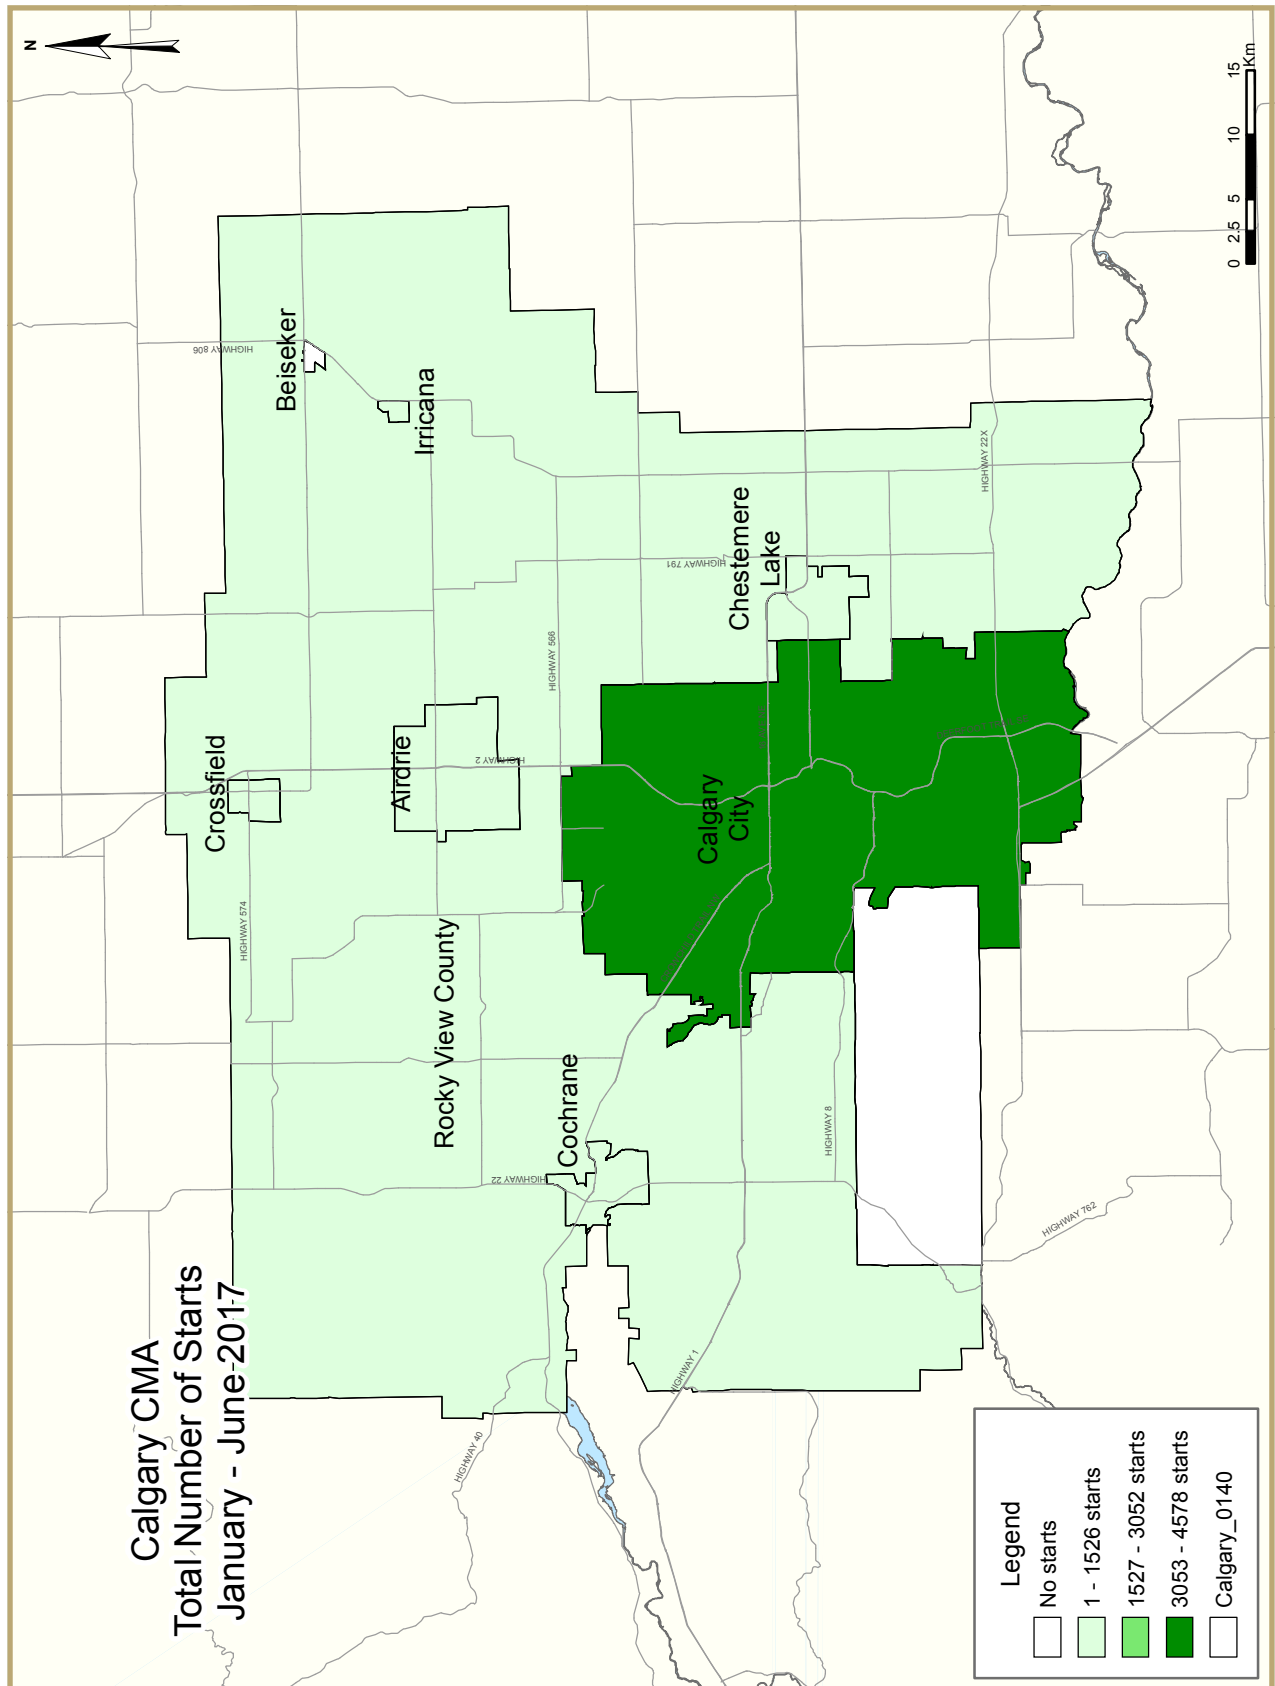 Calgary CMA
Total Number of Starts
January - June 2017
N
Crossfield
Beiseker
HIGHWAY 806
Irricana
HIGHWAY 574
Airdrie
HIGHWAY 2
Rocky View County
HIGHWAY 566
Cochrane
HIGHWAY 22
HIGHWAY 40
Calgary
City
Chestemere
Lake
HIGHWAY 791
HIGHWAY 1
HIGHWAY 8
HIGHWAY 22X
HIGHWAY 762
Legend
No starts
1 - 1526 starts
1527 - 3052 starts
3053 - 4578 starts
Calgary_0140
0 2.5 5 10 15
Km